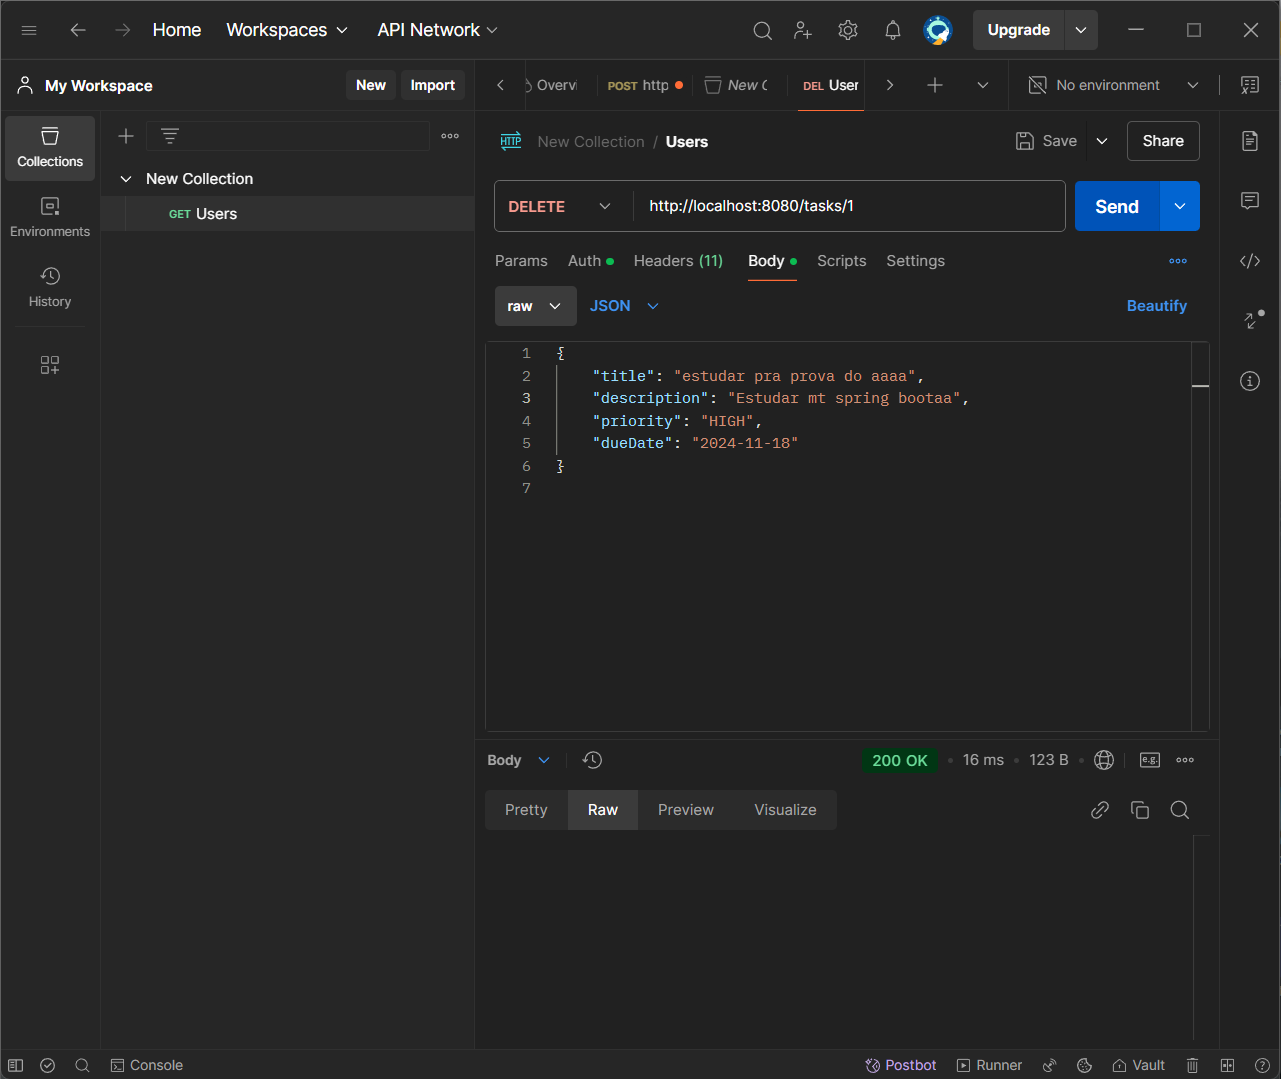 Home Workspaces API Network Upgrade
My Workspace New Import Overvi POST http New C DEL User No environment
Collections
New Collection
GET Users
Environments
History
HTTP New Collection / Users Save Share
DELETE http://localhost:8080/tasks/1 Send
Params Auth Headers (11) Body Scripts Settings
raw JSON Beautify
1 {
2 "title": "estudar pra prova do aaaa",
3 "description": "Estudar mt spring bootaa",
4 "priority": "HIGH",
5 "dueDate": "2024-11-18"
6 }
7
Body 200 OK 16 ms 123 B e.g.
Pretty Raw Preview Visualize
Console Postbot Runner Vault